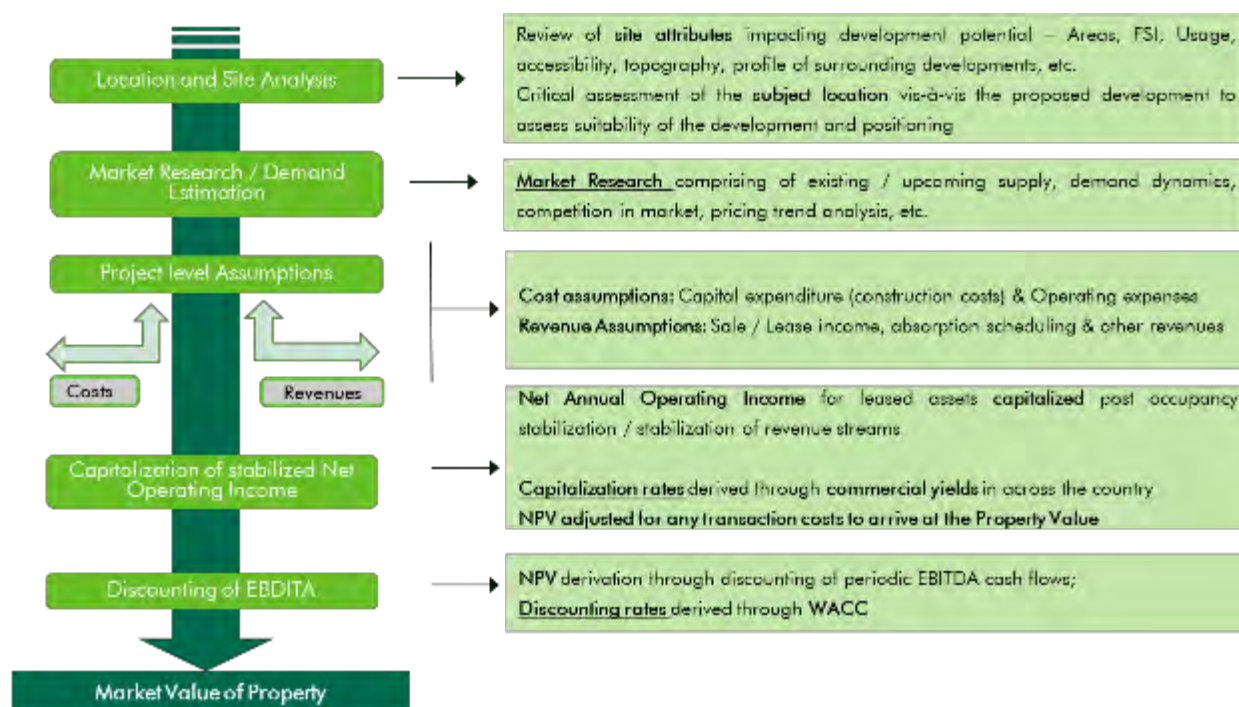 Location and Site Analysis
Review of site attributes impacting development potential – Areas, FSI, Usage,
accessibility, topography, profile of surrounding developments, etc.
Critical assessment of the subject location vis-à-vis the proposed development to
assess suitability of the development and positioning
Market Research / Demand
Estimation
Market Research comprising of existing / upcoming supply, demand dynamics,
competition in market, pricing trend analysis, etc.
Project level Assumptions
Costs
Revenues
Cost assumptions: Capital expenditure (construction costs) & Operating expenses
Revenue Assumptions: Sale / Lease income, absorption scheduling & other revenues
Capitalization of stabilized Net
Operating Income
Net Annual Operating Income for leased assets capitalized post occupancy
stabilization / stabilization of revenue streams
Capitalization rates derived through commercial yields in across the country
NPV adjusted for any transaction costs to arrive at the Property Value
Discounting of EBDITA
NPV derivation through discounting of periodic EBITDA cash flows;
Discounting rates derived through WACC
Market Value of Property